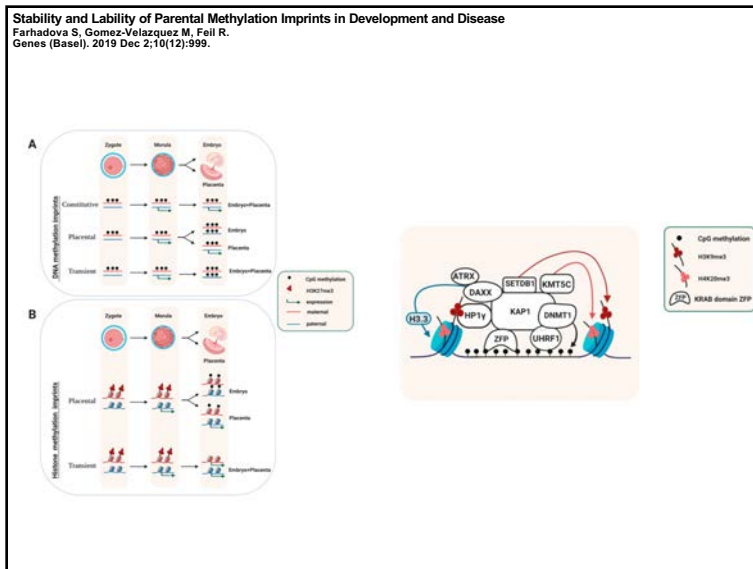 Stability and Lability of Parental Methylation Imprints in Development and Disease
Farhadova S, Gomez-Velazquez M, Feil R.
Genes (Basel). 2019 Dec 2;10(12):999.
A
Zygote
Morula
Embryo
Placenta
DNA methylation imprints
Constitutive
Embryo+Placenta
Placental
Embryo
Placenta
Transient
Embryo+Placenta
B
Zygote
Morula
Embryo
Placenta
Histone methylation imprints
Placental
Embryo
Placenta
Transient
Embryo+Placenta
CpG methylation
H3K27me3
expression
maternal
paternal
ATRX
DAXX
SETDB1
KMT5C
H3.3
HP1γ
KAP1
DNMT1
ZFP
UHRF1
CpG methylation
H3K9me3
H4K20me3
ZFP KRAB domain ZFP